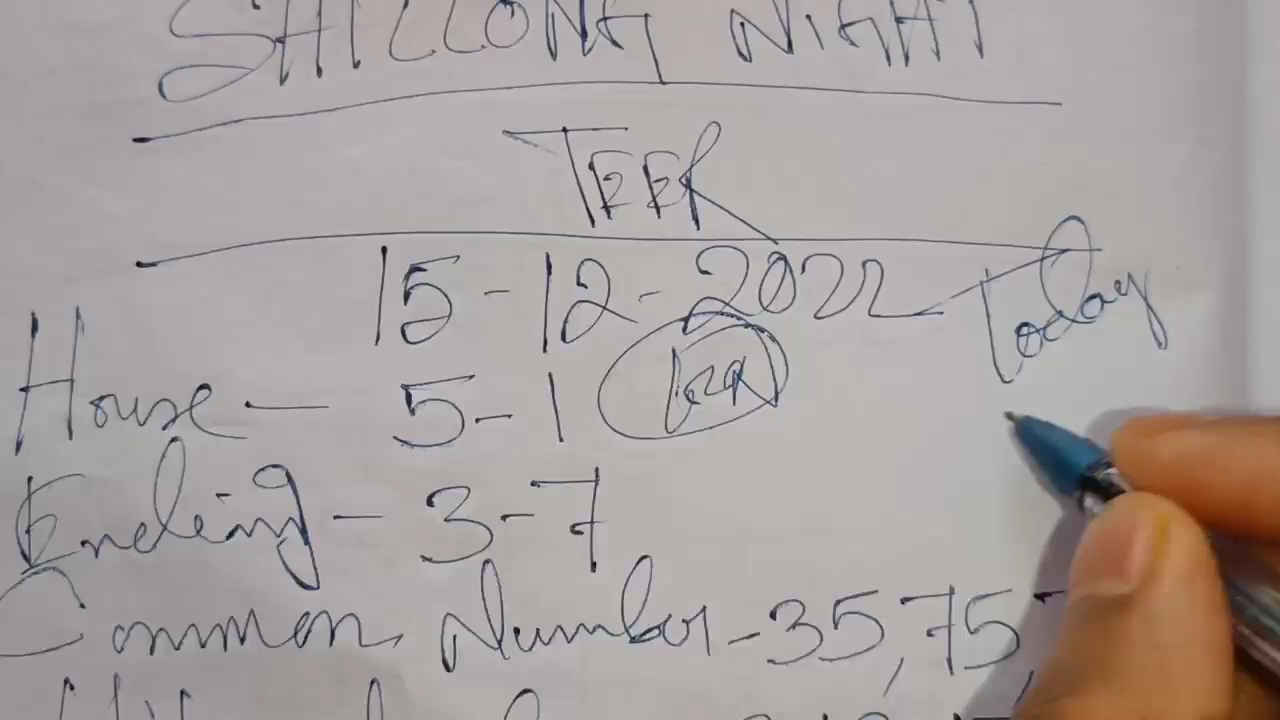 SHILLONG NIGHT
TEER
15-12-2022 Today
House - 5-1
Ending - 3-7
Common Number - 35, 75,